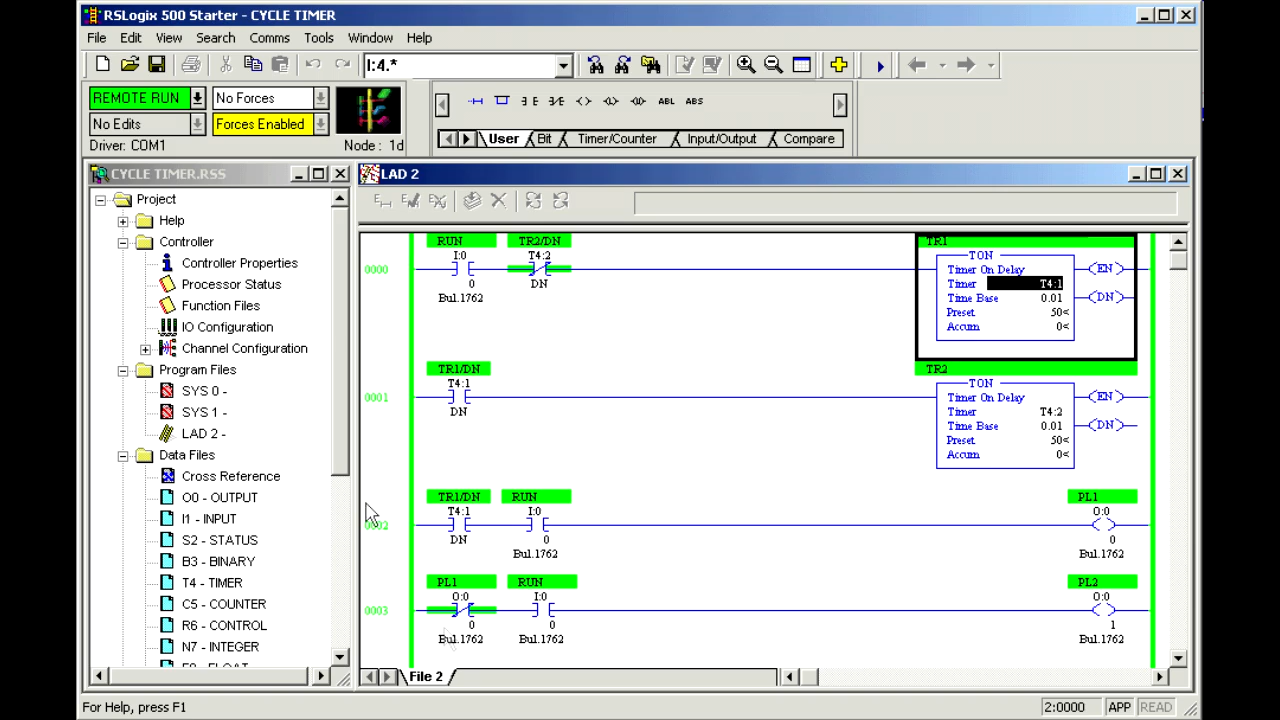 RSLogix 500 Starter - CYCLE TIMER
File Edit View Search Comms Tools Window Help
I:4.*
REMOTE RUN No Forces
No Edits Forces Enabled
Driver: COM1 Node : 1d
ABL ABS
User Bit Timer/Counter Input/Output Compare
CYCLE TIMER.RSS
Project
Help
Controller
Controller Properties
Processor Status
Function Files
IO Configuration
Channel Configuration
Program Files
SYS 0 -
SYS 1 -
LAD 2 -
Data Files
Cross Reference
O0 - OUTPUT
I1 - INPUT
S2 - STATUS
B3 - BINARY
T4 - TIMER
C5 - COUNTER
R6 - CONTROL
N7 - INTEGER
F8 - FLOAT
LAD 2
RUN TR2/DN TR1
I:0 T4:2 TON
0000 Timer On Delay EN
0 DN Timer T4:1
Bul.1762 Time Base 0.01 DN
Preset 50<
Accum 0<
TR1/DN TR2
T4:1 TON
0001 Timer On Delay EN
DN Timer T4:2
Time Base 0.01 DN
Preset 50<
Accum 0<
TR1/DN RUN PL1
T4:1 I:0 O:0
0002
DN 0 0
Bul.1762 Bul.1762
PL1 RUN PL2
O:0 I:0 O:0
0003
0 0 1
Bul.1762 Bul.1762 Bul.1762
File 2
For Help, press F1 2:0000 APP READ